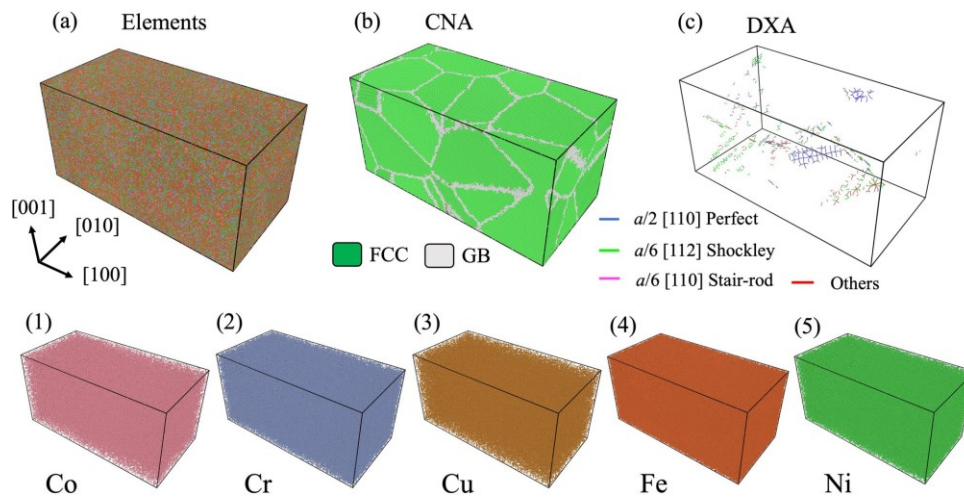 (a) Elements
(b) CNA
(c) DXA
[001]
[010]
[100]
FCC GB
a/2 [110] Perfect
a/6 [112] Shockley
a/6 [110] Stair-rod
Others
(1) (2) (3) (4) (5)
Co Cr Cu Fe Ni